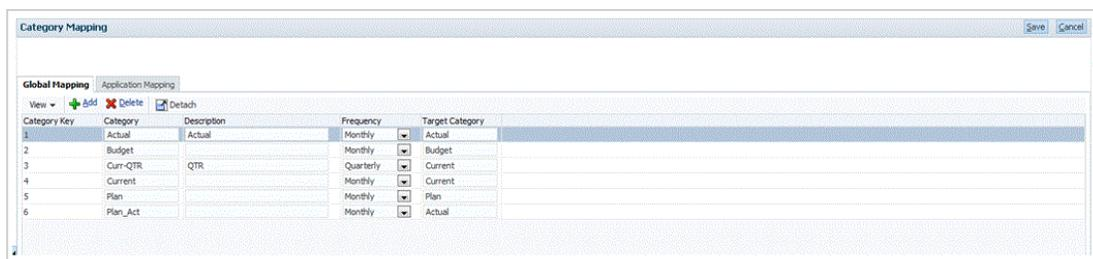 Category Mapping Save Cancel
Global Mapping Application Mapping
View Add Delete Detach
Category Key Category Description Frequency Target Category
1 Actual Actual Monthly Actual
2 Budget Monthly Budget
3 Curr-QTR QTR Quarterly Current
4 Current Monthly Current
5 Plan Monthly Plan
6 Plan_Act Monthly Actual